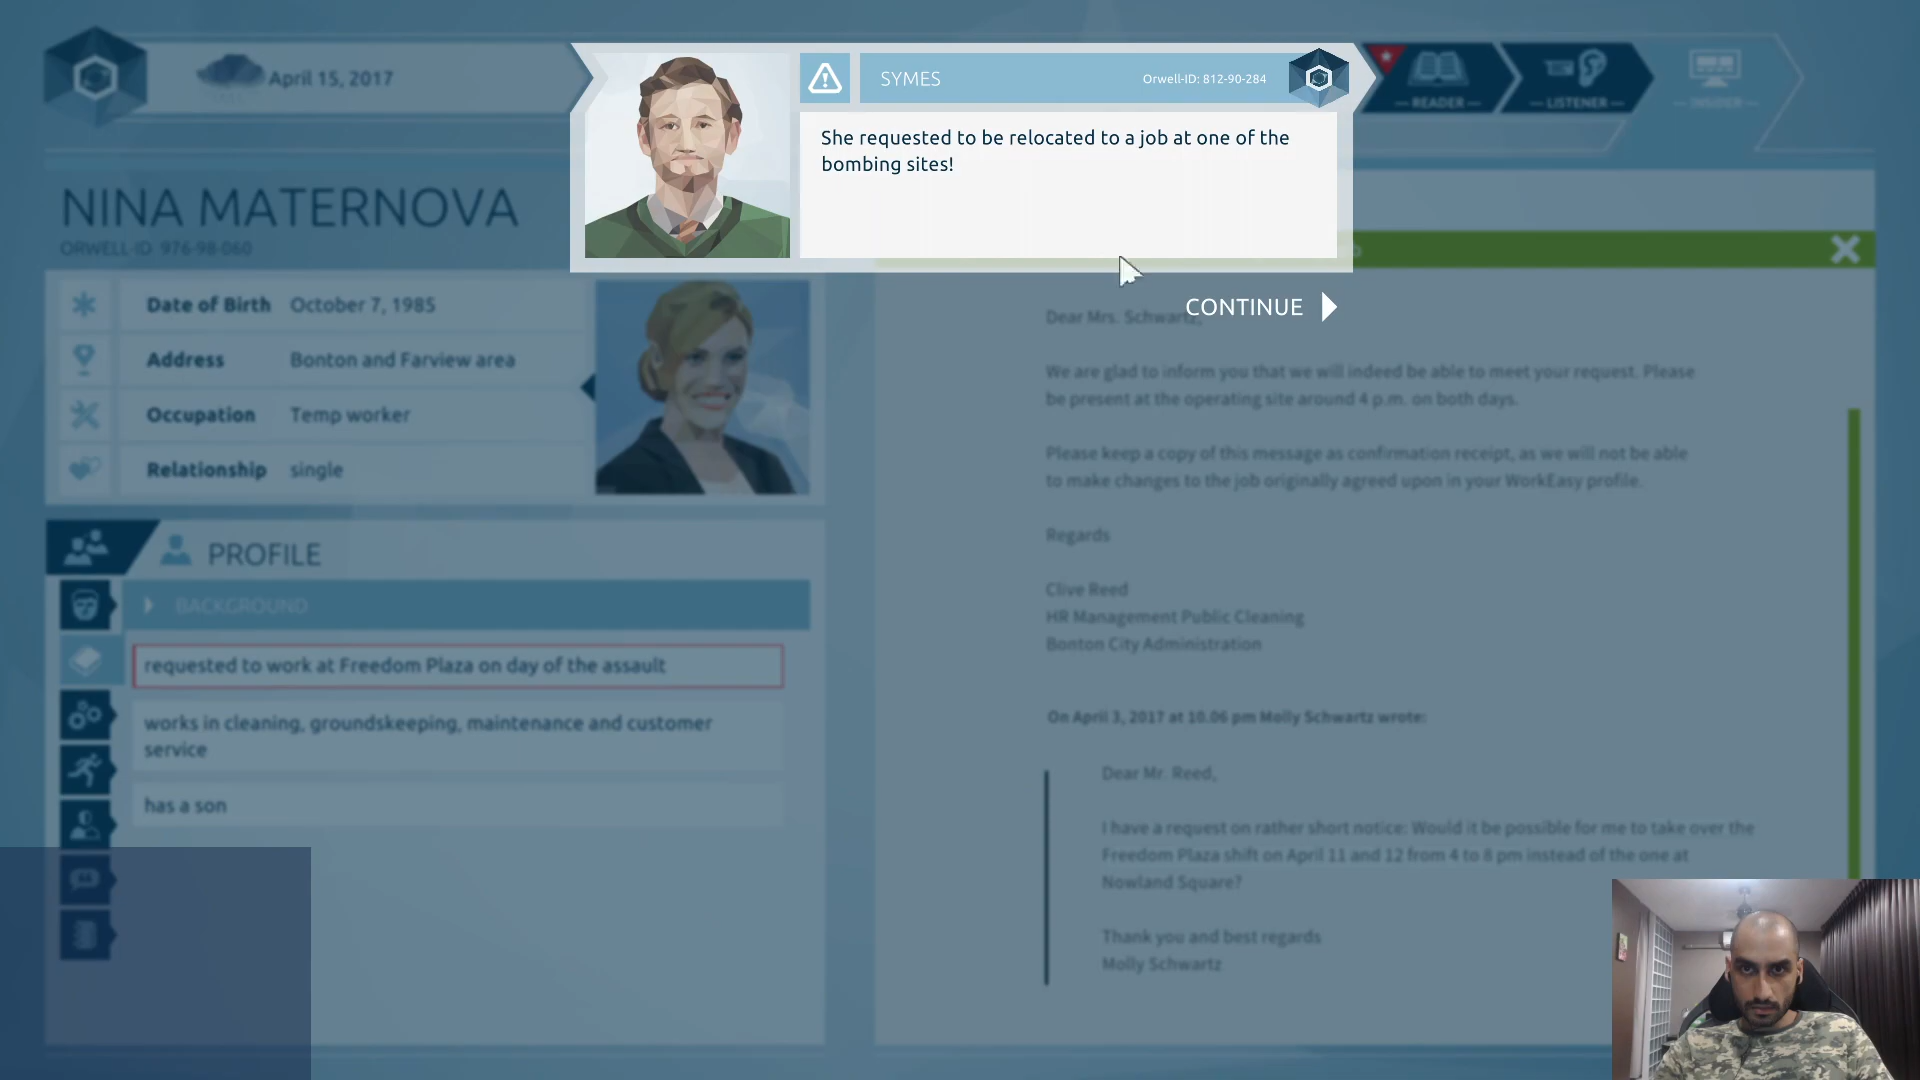 April 15, 2017
SYMES
Orwell-ID: 812-90-284
She requested to be relocated to a job at one of the
bombing sites!
CONTINUE
— READER —
— LISTENER —
— INSIDER —
NINA MATERNOVA
ORWELL-ID 976-98-060
Date of Birth October 7, 1985
Address Bonton and Farview area
Occupation Temp worker
Relationship single
PROFILE
BACKGROUND
requested to work at Freedom Plaza on day of the assault
works in cleaning, groundskeeping, maintenance and customer
service
has a son
Dear Mrs. Schwartz,
We are glad to inform you that we will indeed be able to meet your request. Please
be present at the operating site around 4 p.m. on both days.
Please keep a copy of this message as confirmation receipt, as we will not be able
to make changes to the job originally agreed upon in your WorkEasy profile.
Regards
Clive Reed
HR Management Public Cleaning
Bonton City Administration
On April 3, 2017 at 10.06 pm Molly Schwartz wrote:
Dear Mr. Reed,
I have a request on rather short notice: Would it be possible for me to take over the
Freedom Plaza shift on April 11 and 12 from 4 to 8 pm instead of the one at
Nowland Square?
Thank you and best regards
Molly Schwartz